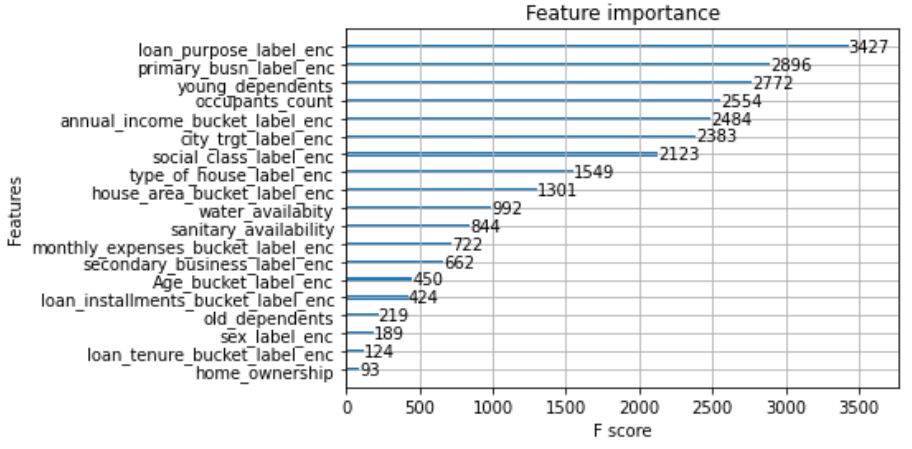 Feature importance
loan_purpose_label_enc 3427
primary_busn_label_enc 2896
young_dependents 2772
occupants_count 2554
annual_income_bucket_label_enc 2484
city_trgt_label_enc 2383
social_class_label_enc 2123
type_of_house_label_enc 1549
house_area_bucket_label_enc 1301
water_availabity 992
sanitary_availability 844
monthly_expenses_bucket_label_enc 722
secondary_business_label_enc 662
Age_bucket_label_enc 450
loan_installments_bucket_label_enc 424
old_dependents 219
sex_label_enc 189
loan_tenure_bucket_label_enc 124
home_ownership 93
Features
0 500 1000 1500 2000 2500 3000 3500
F score